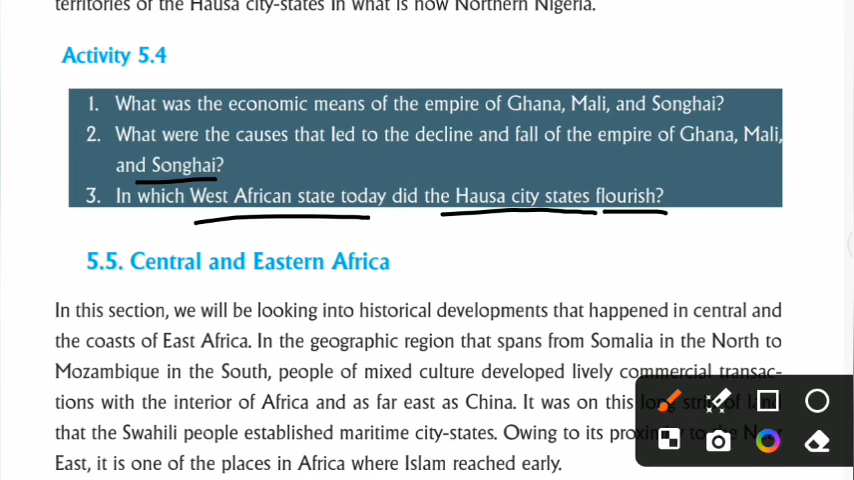 territories of the Hausa city-states in what is now Northern Nigeria.
Activity 5.4
1. What was the economic means of the empire of Ghana, Mali, and Songhai?
2. What were the causes that led to the decline and fall of the empire of Ghana, Mali,
and Songhai?
3. In which West African state today did the Hausa city states flourish?
5.5. Central and Eastern Africa
In this section, we will be looking into historical developments that happened in central and
the coasts of East Africa. In the geographic region that spans from Somalia in the North to
Mozambique in the South, people of mixed culture developed lively commercial transac-
tions with the interior of Africa and as far east as China. It was on this long strip of land
that the Swahili people established maritime city-states. Owing to its proximity to the Near
East, it is one of the places in Africa where Islam reached early.